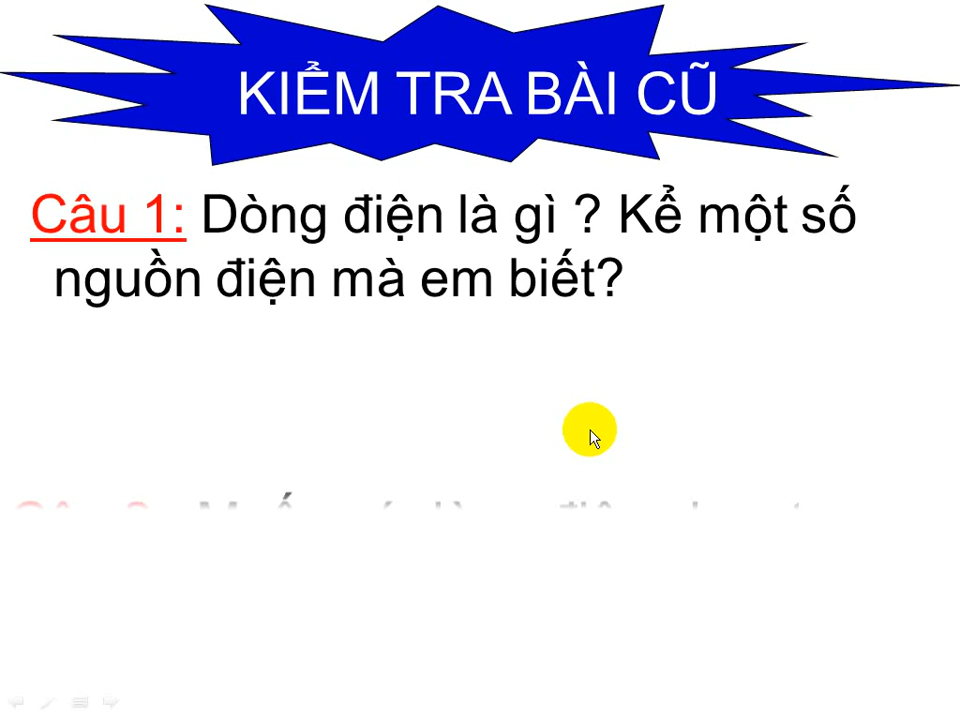 KIỂM TRA BÀI CŨ
Câu 1: Dòng điện là gì ? Kể một số
nguồn điện mà em biết?